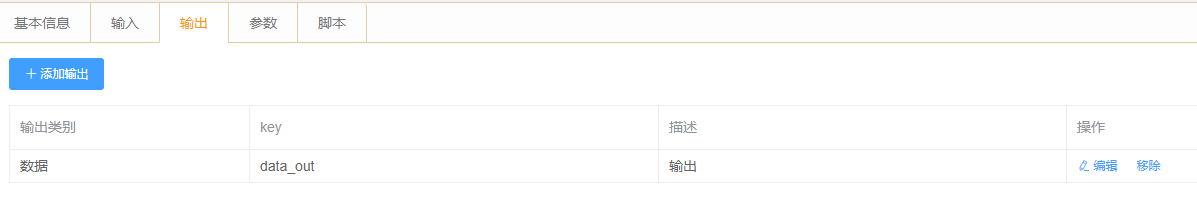 基本信息 输入 输出 参数 脚本
添加输出
输出类别 key 描述 操作
数据 data_out 输出 编辑 移除